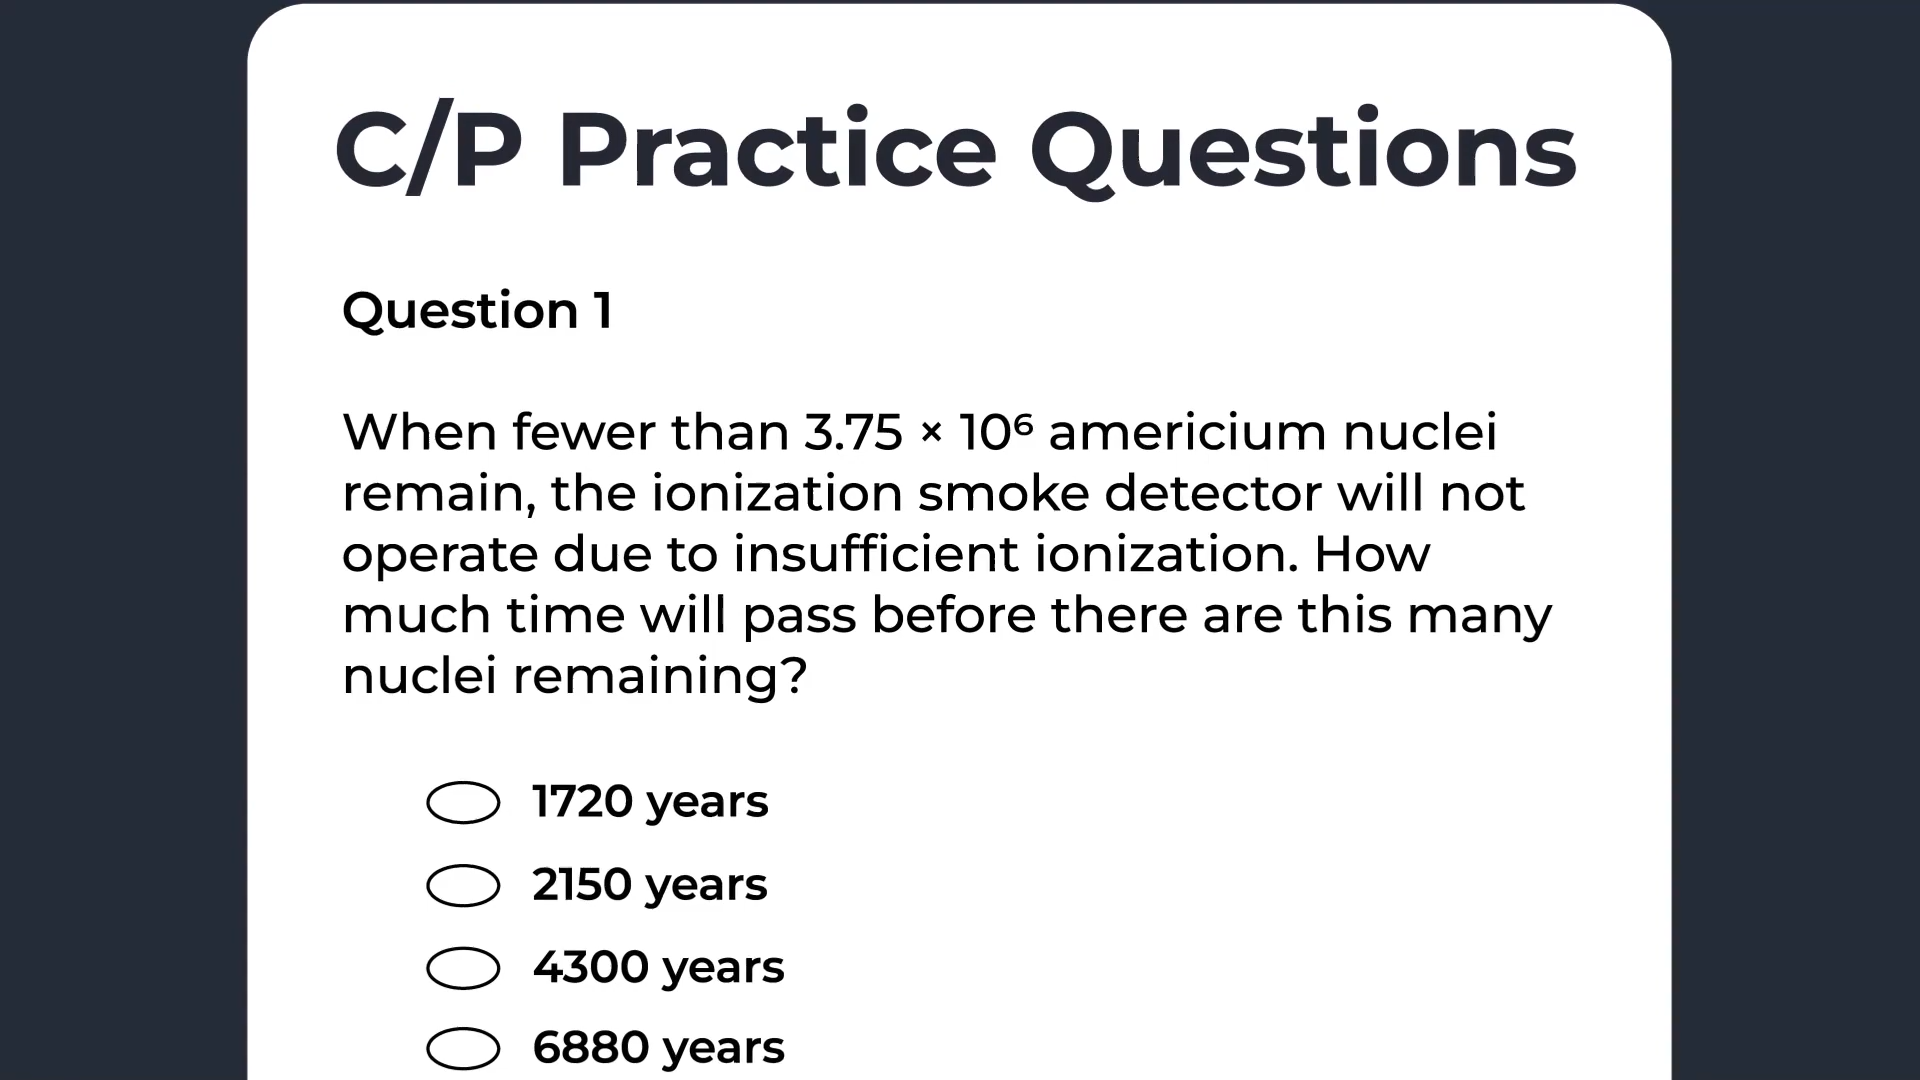 C/P Practice Questions
Question 1
When fewer than 3.75 × 10⁶ americium nuclei
remain, the ionization smoke detector will not
operate due to insufficient ionization. How
much time will pass before there are this many
nuclei remaining?
1720 years
2150 years
4300 years
6880 years